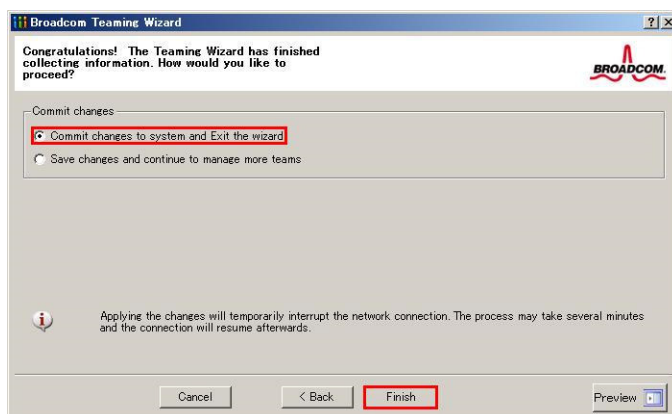 Broadcom Teaming Wizard
Congratulations! The Teaming Wizard has finished
collecting information. How would you like to
proceed?
BROADCOM.
Commit changes
Commit changes to system and Exit the wizard
Save changes and continue to manage more teams
Applying the changes will temporarily interrupt the network connection. The process may take several minutes
and the connection will resume afterwards.
Cancel
< Back
Finish
Preview